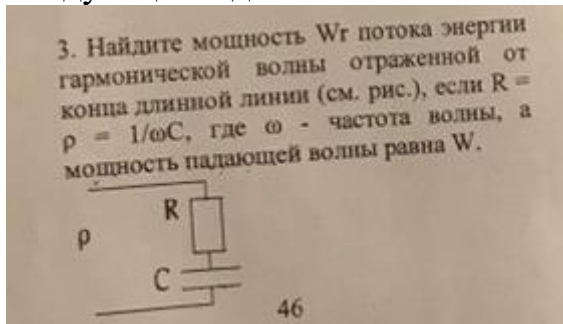 3. Найдите мощность Wr потока энергии
гармонической волны отраженной от
конца длинной линии (см. рис.), если R =
ρ = 1/ωC, где ω - частота волны, а
мощность падающей волны равна W.
R
ρ
C
46